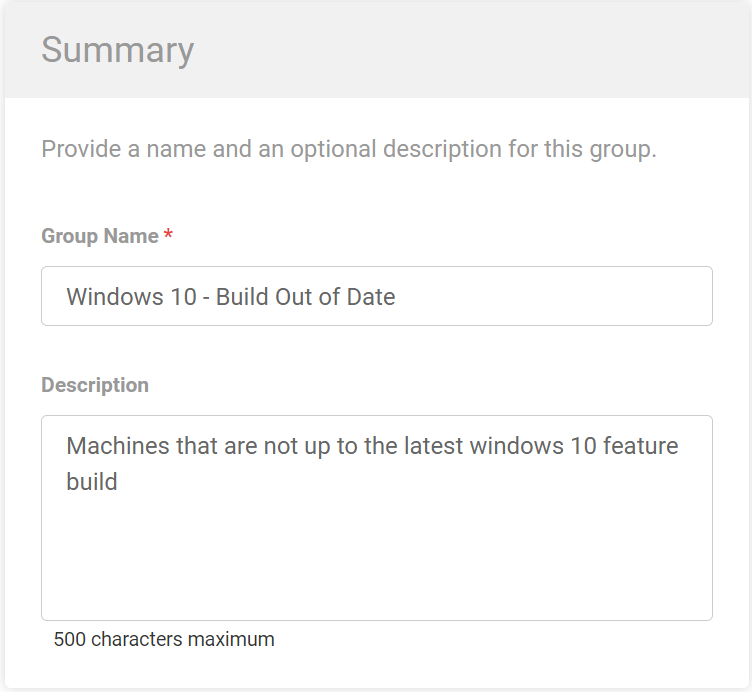 Summary
Provide a name and an optional description for this group.
Group Name *
Windows 10 - Build Out of Date
Description
Machines that are not up to the latest windows 10 feature
build
500 characters maximum